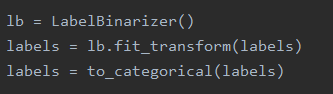 lb = LabelBinarizer()
labels = lb.fit_transform(labels)
labels = to_categorical(labels)